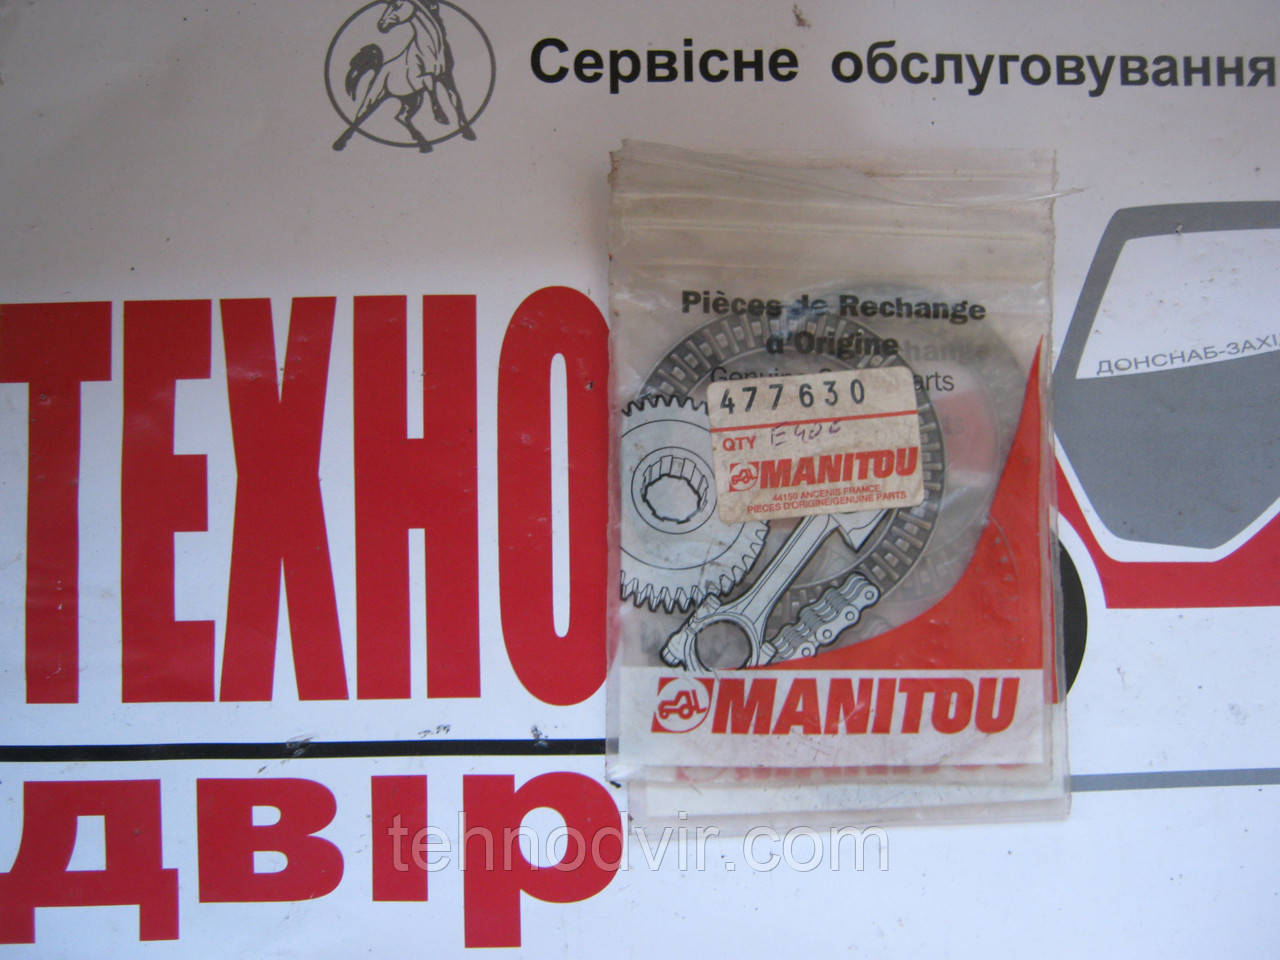 Сервісне обслуговування
ТЕХНО
двір
Pièces de Rechange
d'Origine
477630
QTY
MANITOU
44150 ANCENIS FRANCE
PIECES D'ORIGINE/GENUINE PARTS
MANITOU
ДОНСНАБ-ЗАХІД
tehnodvir.com